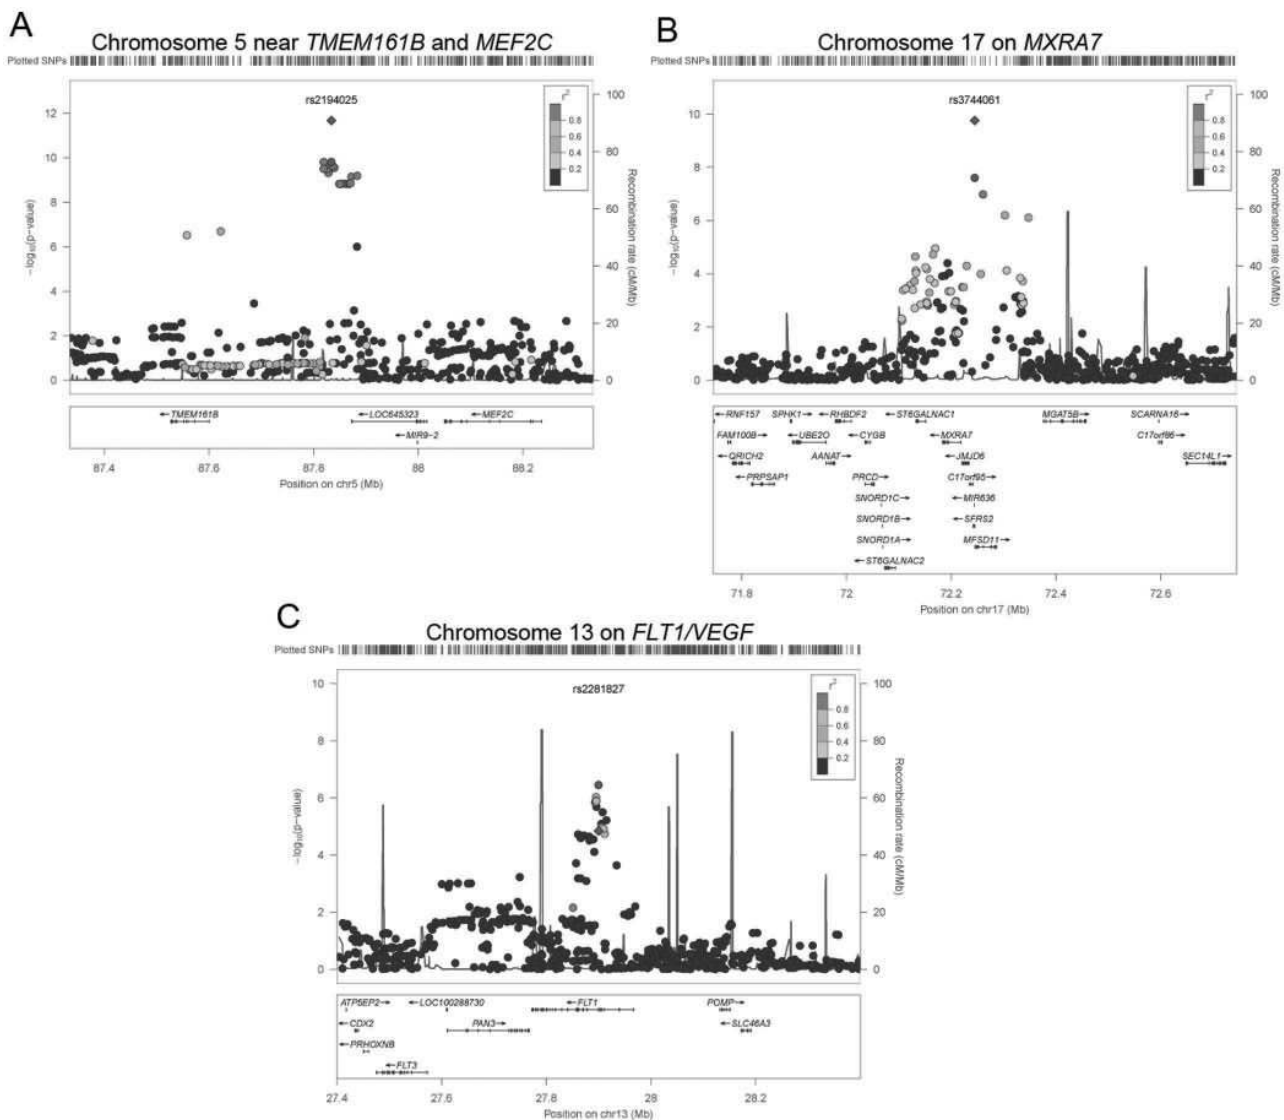 A
Chromosome 5 near TMEM161B and MEF2C
Plotted SNPs
rs2194025
r2
0.8
0.6
0.4
0.2
12
10
8
6
4
2
0
−log10(p-value)
100
80
60
40
20
0
Recombination rate (cM/Mb)
←TMEM161B
←LOC645323
←MEF2C
←MIR9−2
87.4
87.6
87.8
88
88.2
Position on chr5 (Mb)
B
Chromosome 17 on MXRA7
Plotted SNPs
rs3744061
r2
0.8
0.6
0.4
0.2
10
8
6
4
2
0
−log10(p-value)
100
80
60
40
20
0
Recombination rate (cM/Mb)
←RNF157
SPHK1→
←RHBDF2
←ST6GALNAC1
MGAT5B→
SCARNA16→
FAM100B→
←UBE2O
←CYGB
←MXRA7
C17orf86→
←QRICH2
AANAT→
←JMJD6
SEC14L1→
←PRPSAP1
PRCD→
C17orf95→
SNORD1C→
←MIR636
SNORD1B→
←SFRS2
SNORD1A→
MFSD11→
←ST6GALNAC2
71.8
72
72.2
72.4
72.6
Position on chr17 (Mb)
C
Chromosome 13 on FLT1/VEGF
Plotted SNPs
rs2281827
r2
0.8
0.6
0.4
0.2
10
8
6
4
2
0
−log10(p-value)
100
80
60
40
20
0
Recombination rate (cM/Mb)
ATP5EP2→
←LOC100288730
←FLT1
POMP→
←CDX2
PAN3→
←SLC46A3
←PRHOXNB
←FLT3
27.4
27.6
27.8
28
28.2
Position on chr13 (Mb)